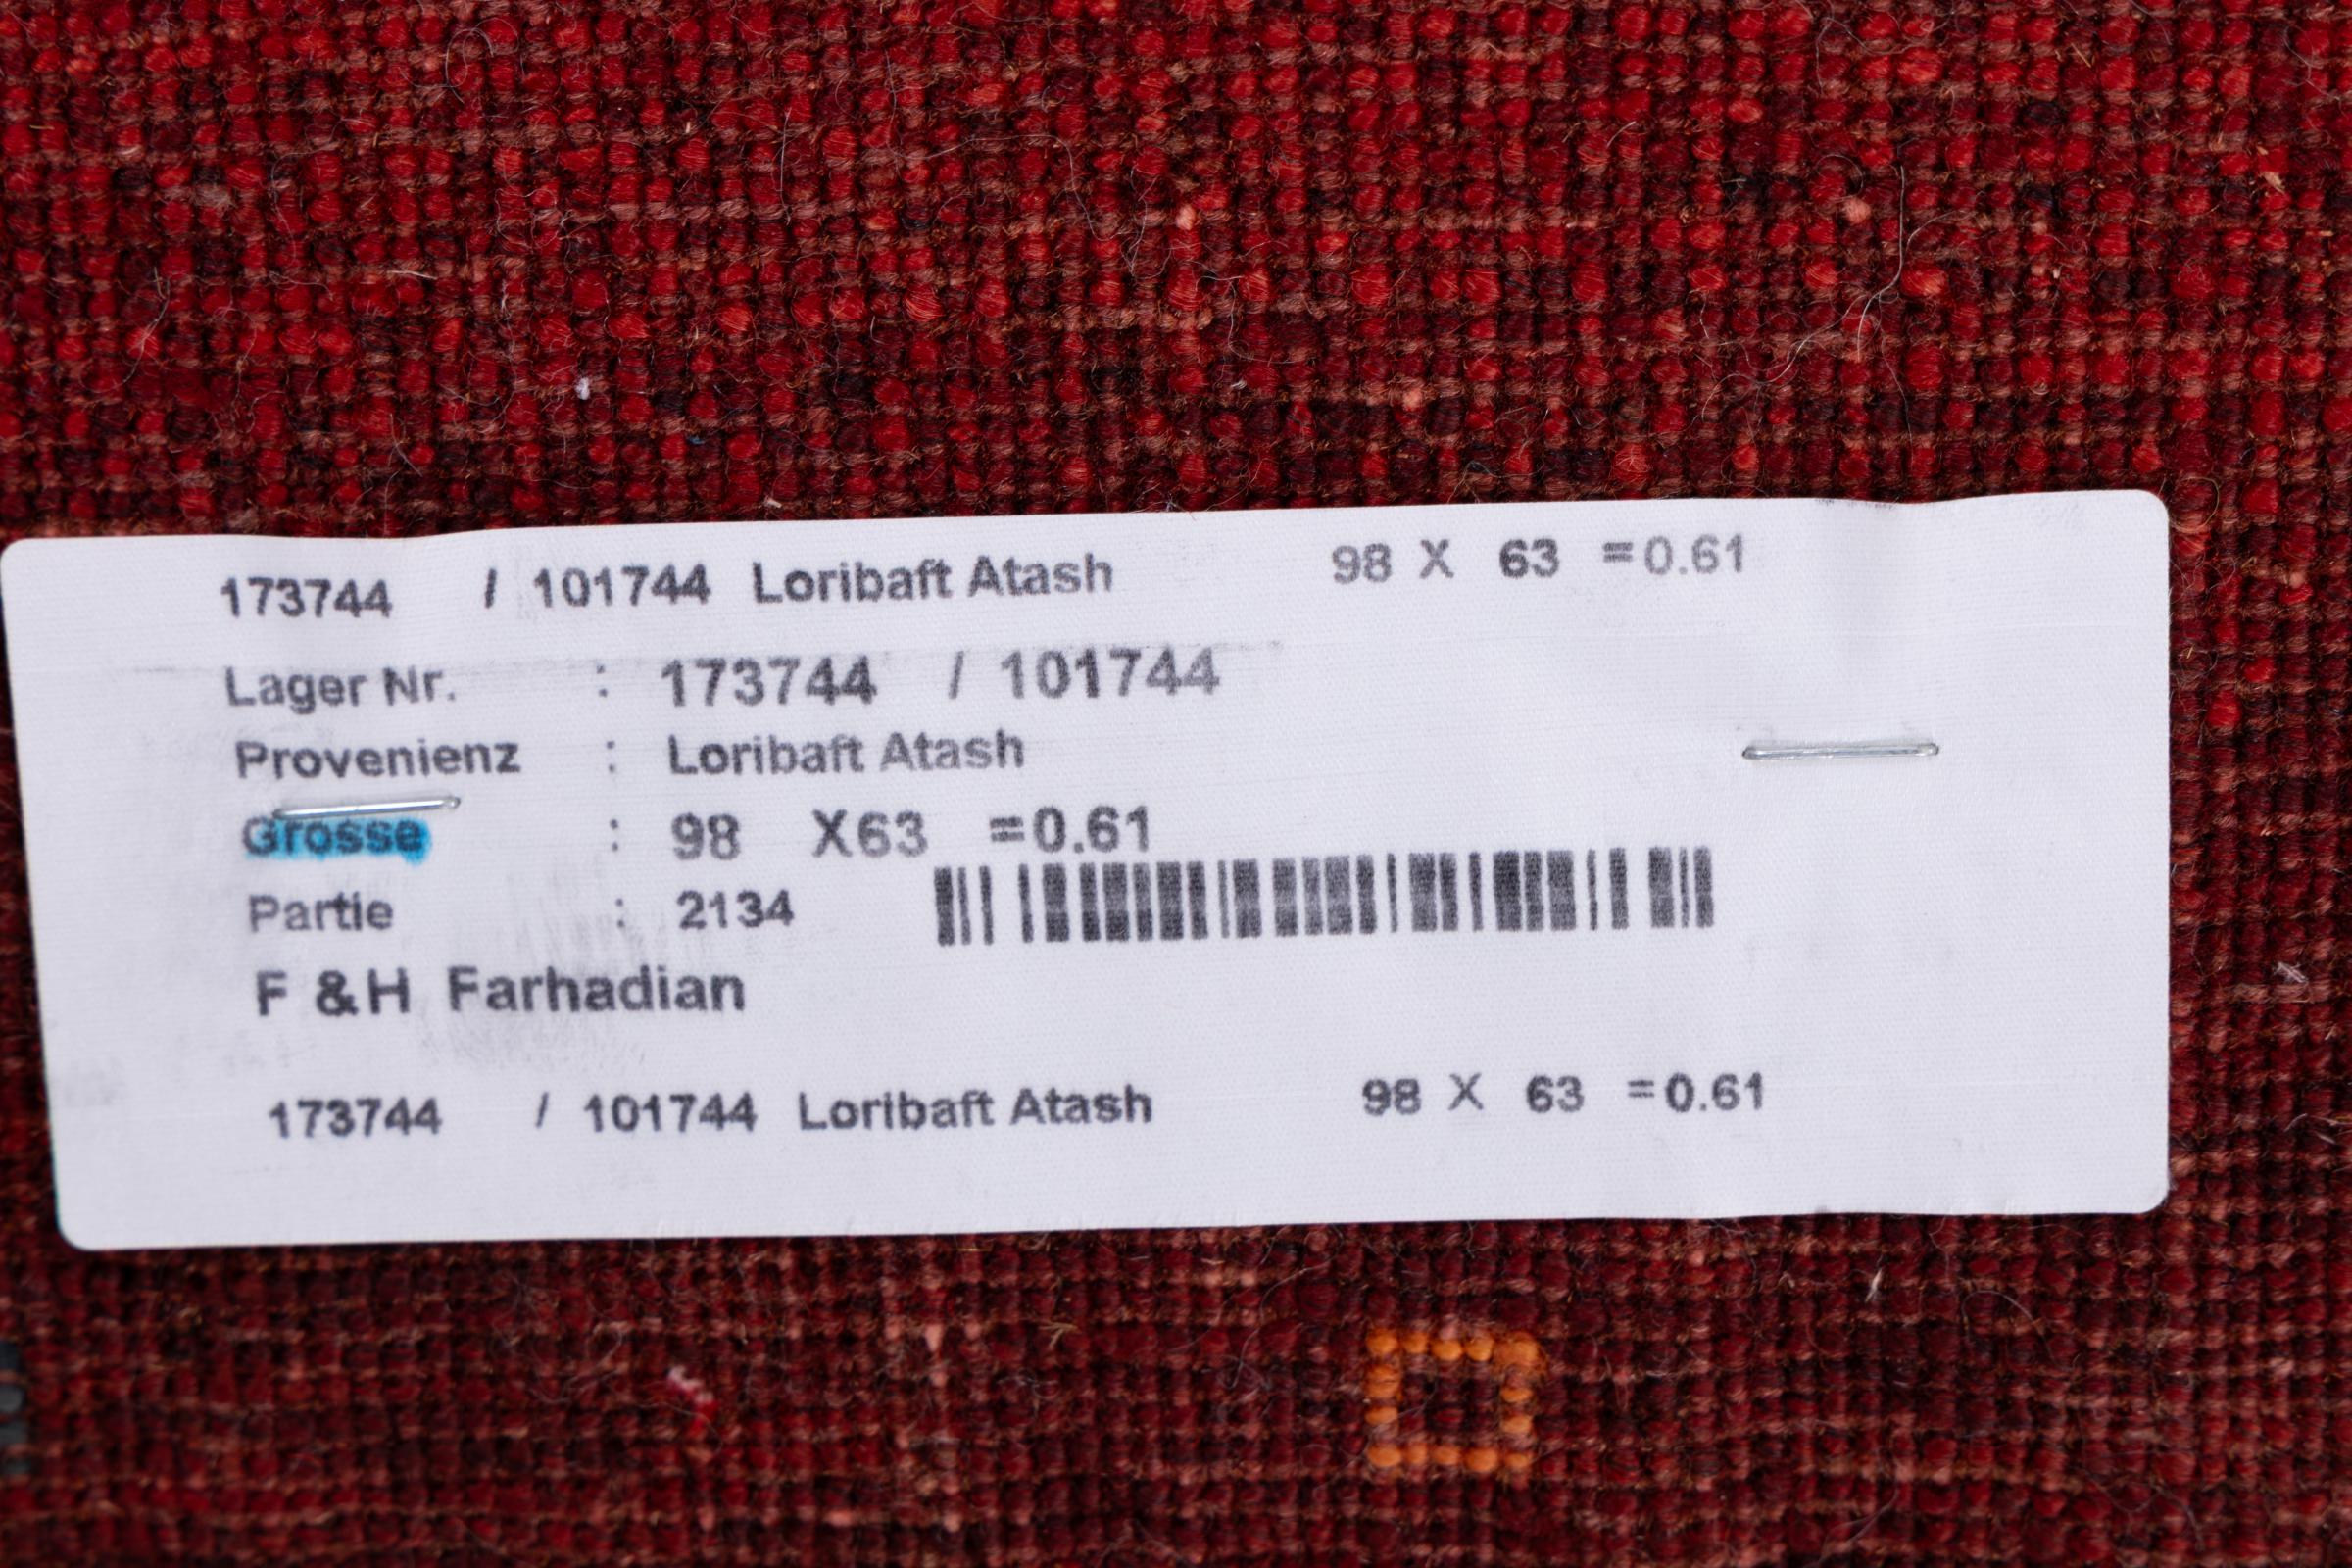 173744 / 101744 Loribaft Atash 98 X 63 =0.61
Lager Nr. : 173744 / 101744
Provenienz : Loribaft Atash
Grosse : 98 X63 =0.61
Partie : 2134
F &H Farhadian
173744 / 101744 Loribaft Atash 98 X 63 =0.61